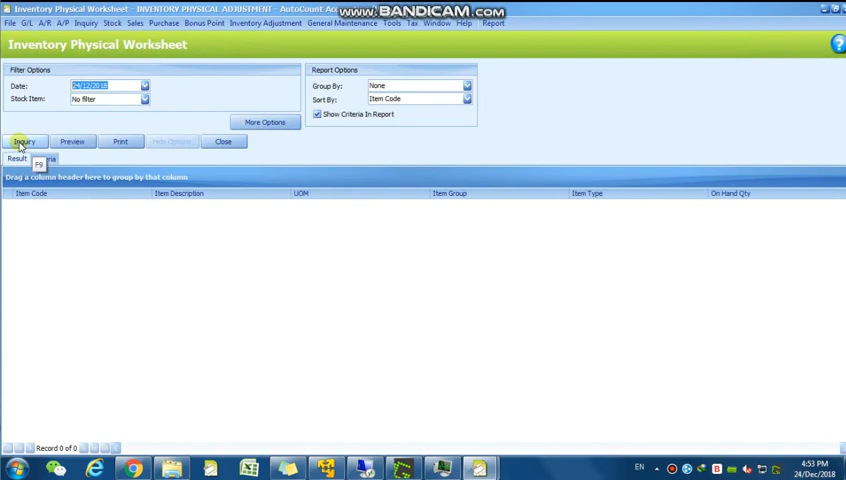 Inventory Physical Worksheet - INVENTORY PHYSICAL ADJUSTMENT - AutoCount
www.BANDICAM.com
File G/L A/R A/P Inquiry Stock Sales Purchase Bonus Point Inventory Adjustment General Maintenance Tools Tax Window Help Report
Inventory Physical Worksheet
?
Filter Options
Date: 24/12/2018
Stock Item: No filter
More Options
Report Options
Group By: None
Sort By: Item Code
Show Criteria In Report
Inquiry Preview Print Hide Options Close
F9
Result
Drag a column header here to group by that column
Item Code Item Description UOM Item Group Item Type On Hand Qty
Record 0 of 0
EN
4:53 PM
24/Dec/2018